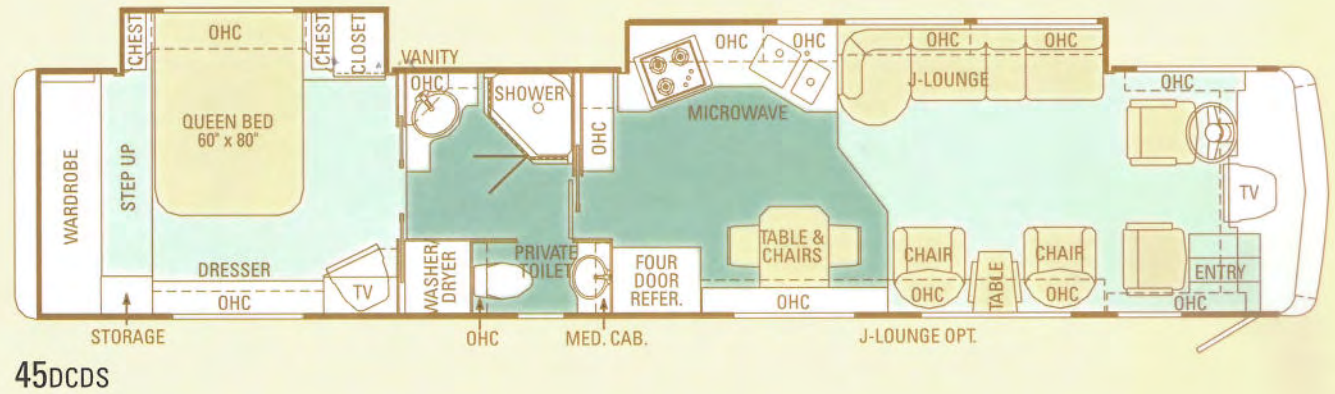 CHEST
OHC
CHEST
CLOSET
VANITY
OHC
SHOWER
OHC
OHC
OHC
OHC
OHC
J-LOUNGE
MICROWAVE
OHC
TV
QUEEN BED
60" x 80"
WARDROBE
STEP UP
DRESSER
OHC
TV
WASHER
DRYER
PRIVATE
TOILET
FOUR
DOOR
REFER.
TABLE &
CHAIRS
OHC
CHAIR
OHC
TABLE
CHAIR
OHC
ENTRY
OHC
STORAGE
OHC
MED. CAB.
J-LOUNGE OPT.
45DCDS